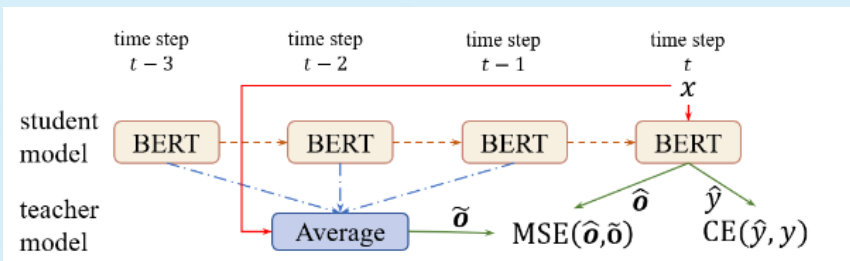 time step time step time step time step
t − 3 t − 2 t − 1 t
x
student
model
BERT BERT BERT BERT
teacher
model
Average
õ
ô
ŷ
MSE(ô,õ)
CE(ŷ, y)